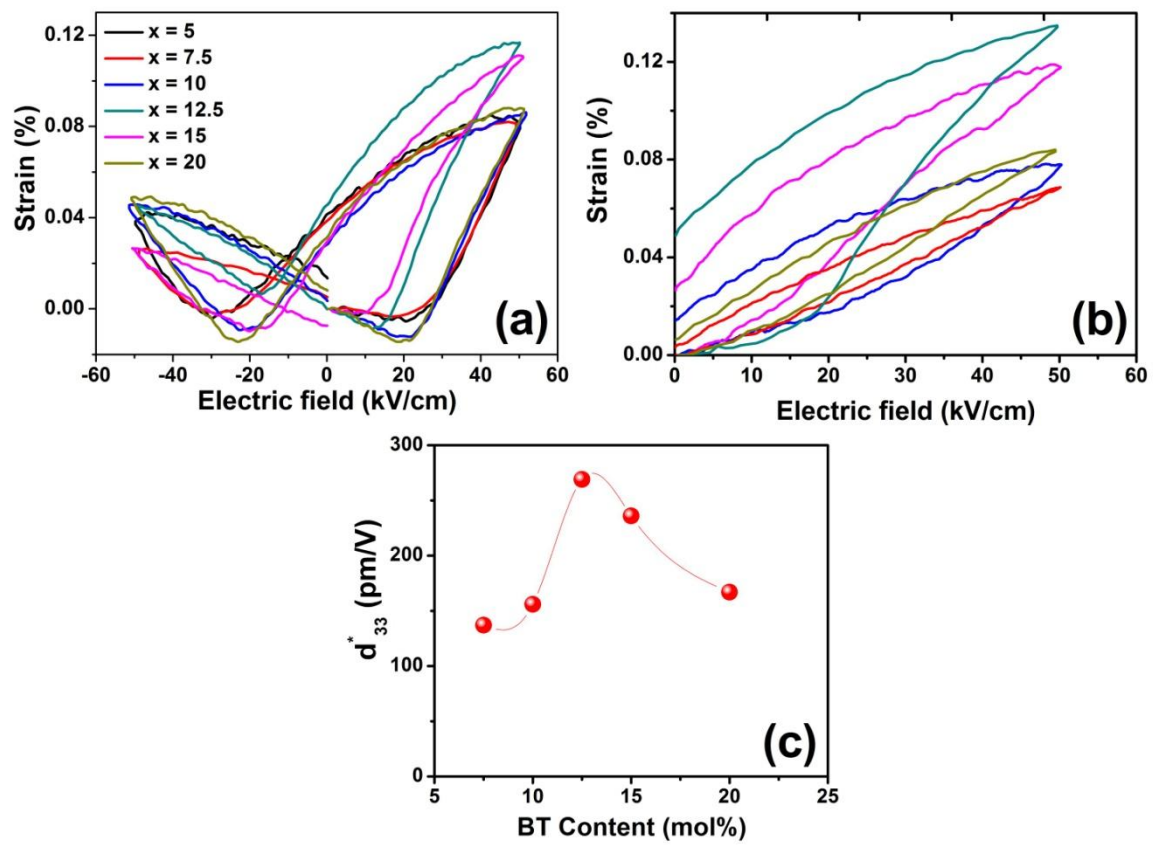 0.12
0.08
0.04
0.00
Strain (%)
x = 5
x = 7.5
x = 10
x = 12.5
x = 15
x = 20
(a)
-60 -40 -20 0 20 40 60
Electric field (kV/cm)
0.12
0.08
0.04
0.00
Strain (%)
(b)
0 10 20 30 40 50 60
Electric field (kV/cm)
300
200
100
0
d*33 (pm/V)
(c)
5 10 15 20 25
BT Content (mol%)